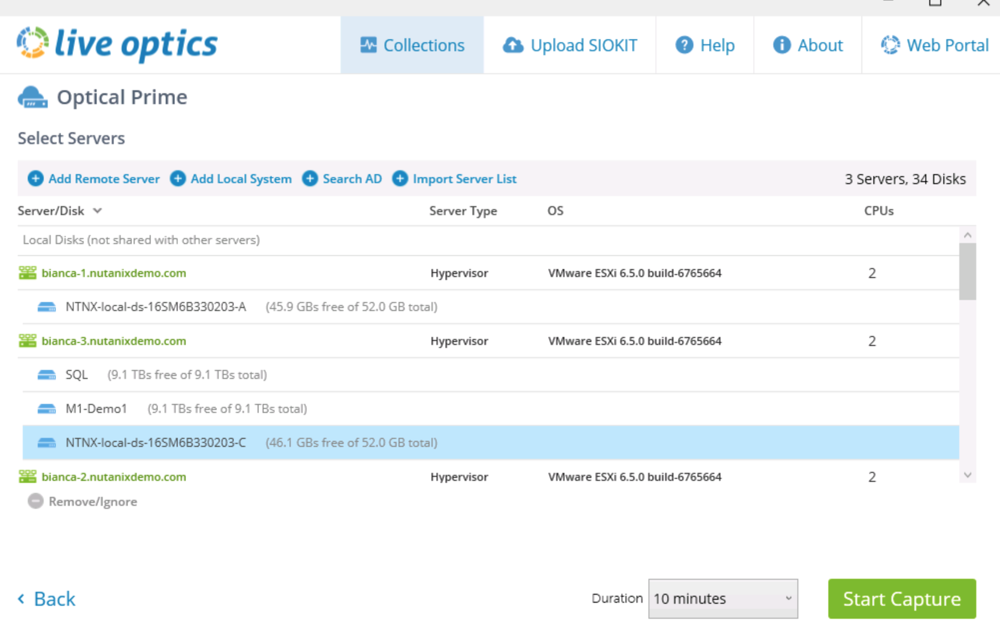 live optics
Collections Upload SIOKIT Help About Web Portal
Optical Prime
Select Servers
Add Remote Server Add Local System Search AD Import Server List 3 Servers, 34 Disks
Server/Disk Server Type OS CPUs
Local Disks (not shared with other servers)
bianca-1.nutanixdemo.com Hypervisor VMware ESXi 6.5.0 build-6765664 2
NTNX-local-ds-16SM6B330203-A (45.9 GBs free of 52.0 GB total)
bianca-3.nutanixdemo.com Hypervisor VMware ESXi 6.5.0 build-6765664 2
SQL (9.1 TBs free of 9.1 TBs total)
M1-Demo1 (9.1 TBs free of 9.1 TBs total)
NTNX-local-ds-16SM6B330203-C (46.1 GBs free of 52.0 GB total)
bianca-2.nutanixdemo.com Hypervisor VMware ESXi 6.5.0 build-6765664 2
Remove/Ignore
Back Duration 10 minutes Start Capture